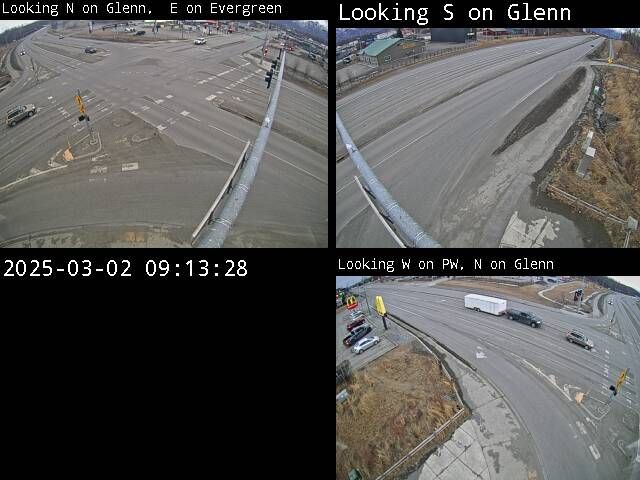 Looking N on Glenn,  E on Evergreen
Looking S on Glenn
2025-03-02 09:13:28
Looking W on PW, N on Glenn